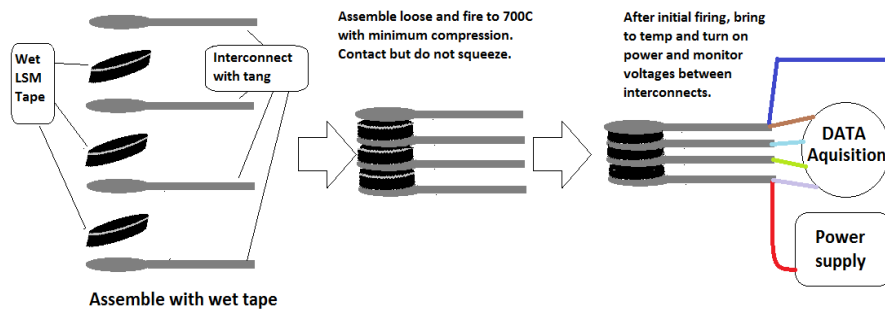 Wet
LSM
Tape
Interconnect
with tang
Assemble with wet tape
Assemble loose and fire to 700C
with minimum compression.
Contact but do not squeeze.
After initial firing, bring
to temp and turn on
power and monitor
voltages between
interconnects.
DATA
Aquisition
Power
supply